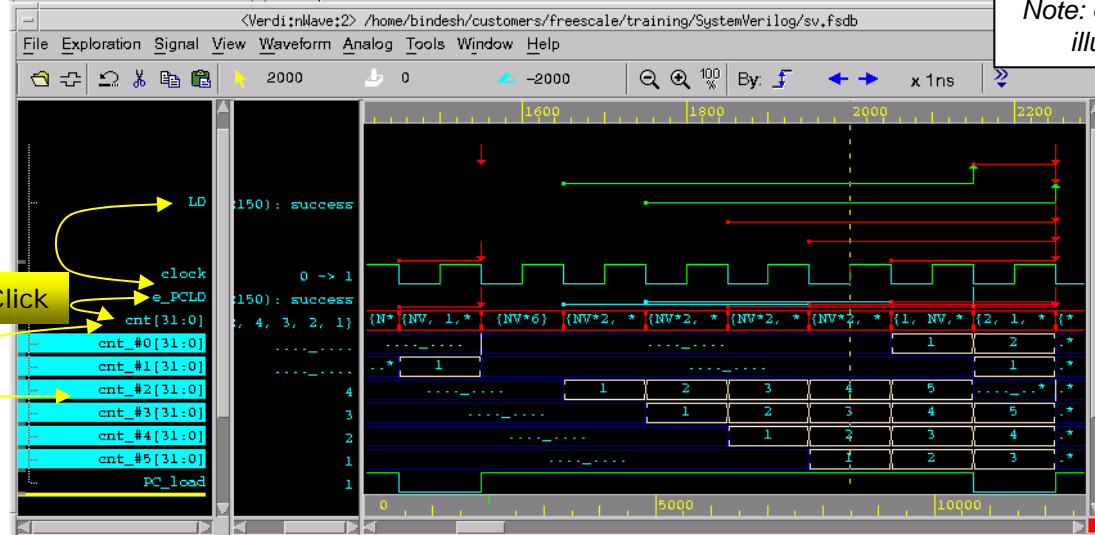 Note:
illu
<Verdi:nWave:2> /home/bindesh/customers/freescale/training/SystemVerilog/sv.fsdb
File Exploration Signal View Waveform Analog Tools Window Help
2000 0 -2000 100 % By: x 1ns
1600 1800 2000 2200
LD :150): success
clock 0 -> 1
Click
e_PCLD :150): success
cnt[31:0] , 4, 3, 2, 1} {N* {NV, 1,* {NV*6} {NV*2, * {NV*2, * {NV*2, * {NV*2, * {1, NV,* {2, 1, * {*
cnt_#0[31:0] ...._.... ...._.... ...._.... 1 2 .*
cnt_#1[31:0] ...._.... ..* 1 ...._.... 1 .*
cnt_#2[31:0] 4 ...._.... 1 2 3 4 5 ...._..* .*
cnt_#3[31:0] 3 ...._.... 1 2 3 4 5 .*
cnt_#4[31:0] 2 ...._.... 1 2 3 4 .*
cnt_#5[31:0] 1 ...._.... 1 2 3 .*
PC_load 1
0 5000 10000